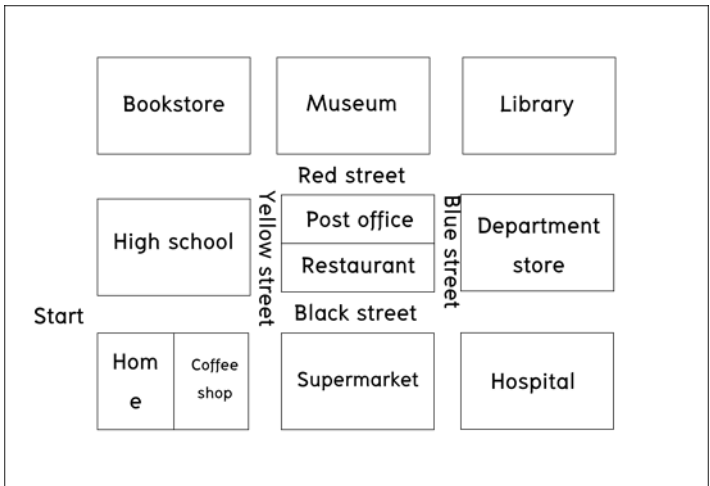 Bookstore
Museum
Library
Red street
Yellow street
Post office
Blue street
Department
store
High school
Restaurant
Start
Black street
Hom
e
Coffee
shop
Supermarket
Hospital